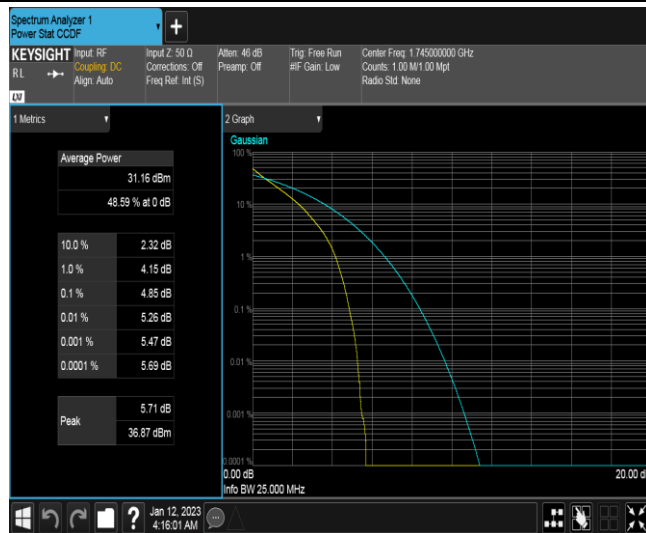 Spectrum Analyzer 1
Power Stat CCDF
KEYSIGHT
RL
Input: RF
Coupling: DC
Align: Auto
Input Z: 50 Ω
Corrections: Off
Freq Ref: Int (S)
Atten: 46 dB
Preamp: Off
Trig: Free Run
#IF Gain: Low
Center Freq: 1.745000000 GHz
Counts: 1.00 M/1.00 Mpt
Radio Std: None
1 Metrics
Average Power
31.16 dBm
48.59 % at 0 dB
10.0 % 2.32 dB
1.0 % 4.15 dB
0.1 % 4.85 dB
0.01 % 5.26 dB
0.001 % 5.47 dB
0.0001 % 5.69 dB
Peak
5.71 dB
36.87 dBm
2 Graph
Gaussian
100 %
10 %
1 %
0.1 %
0.01 %
0.001 %
0.0001 %
0.00 dB
20.00 d
Info BW 25.000 MHz
Jan 12, 2023
4:16:01 AM